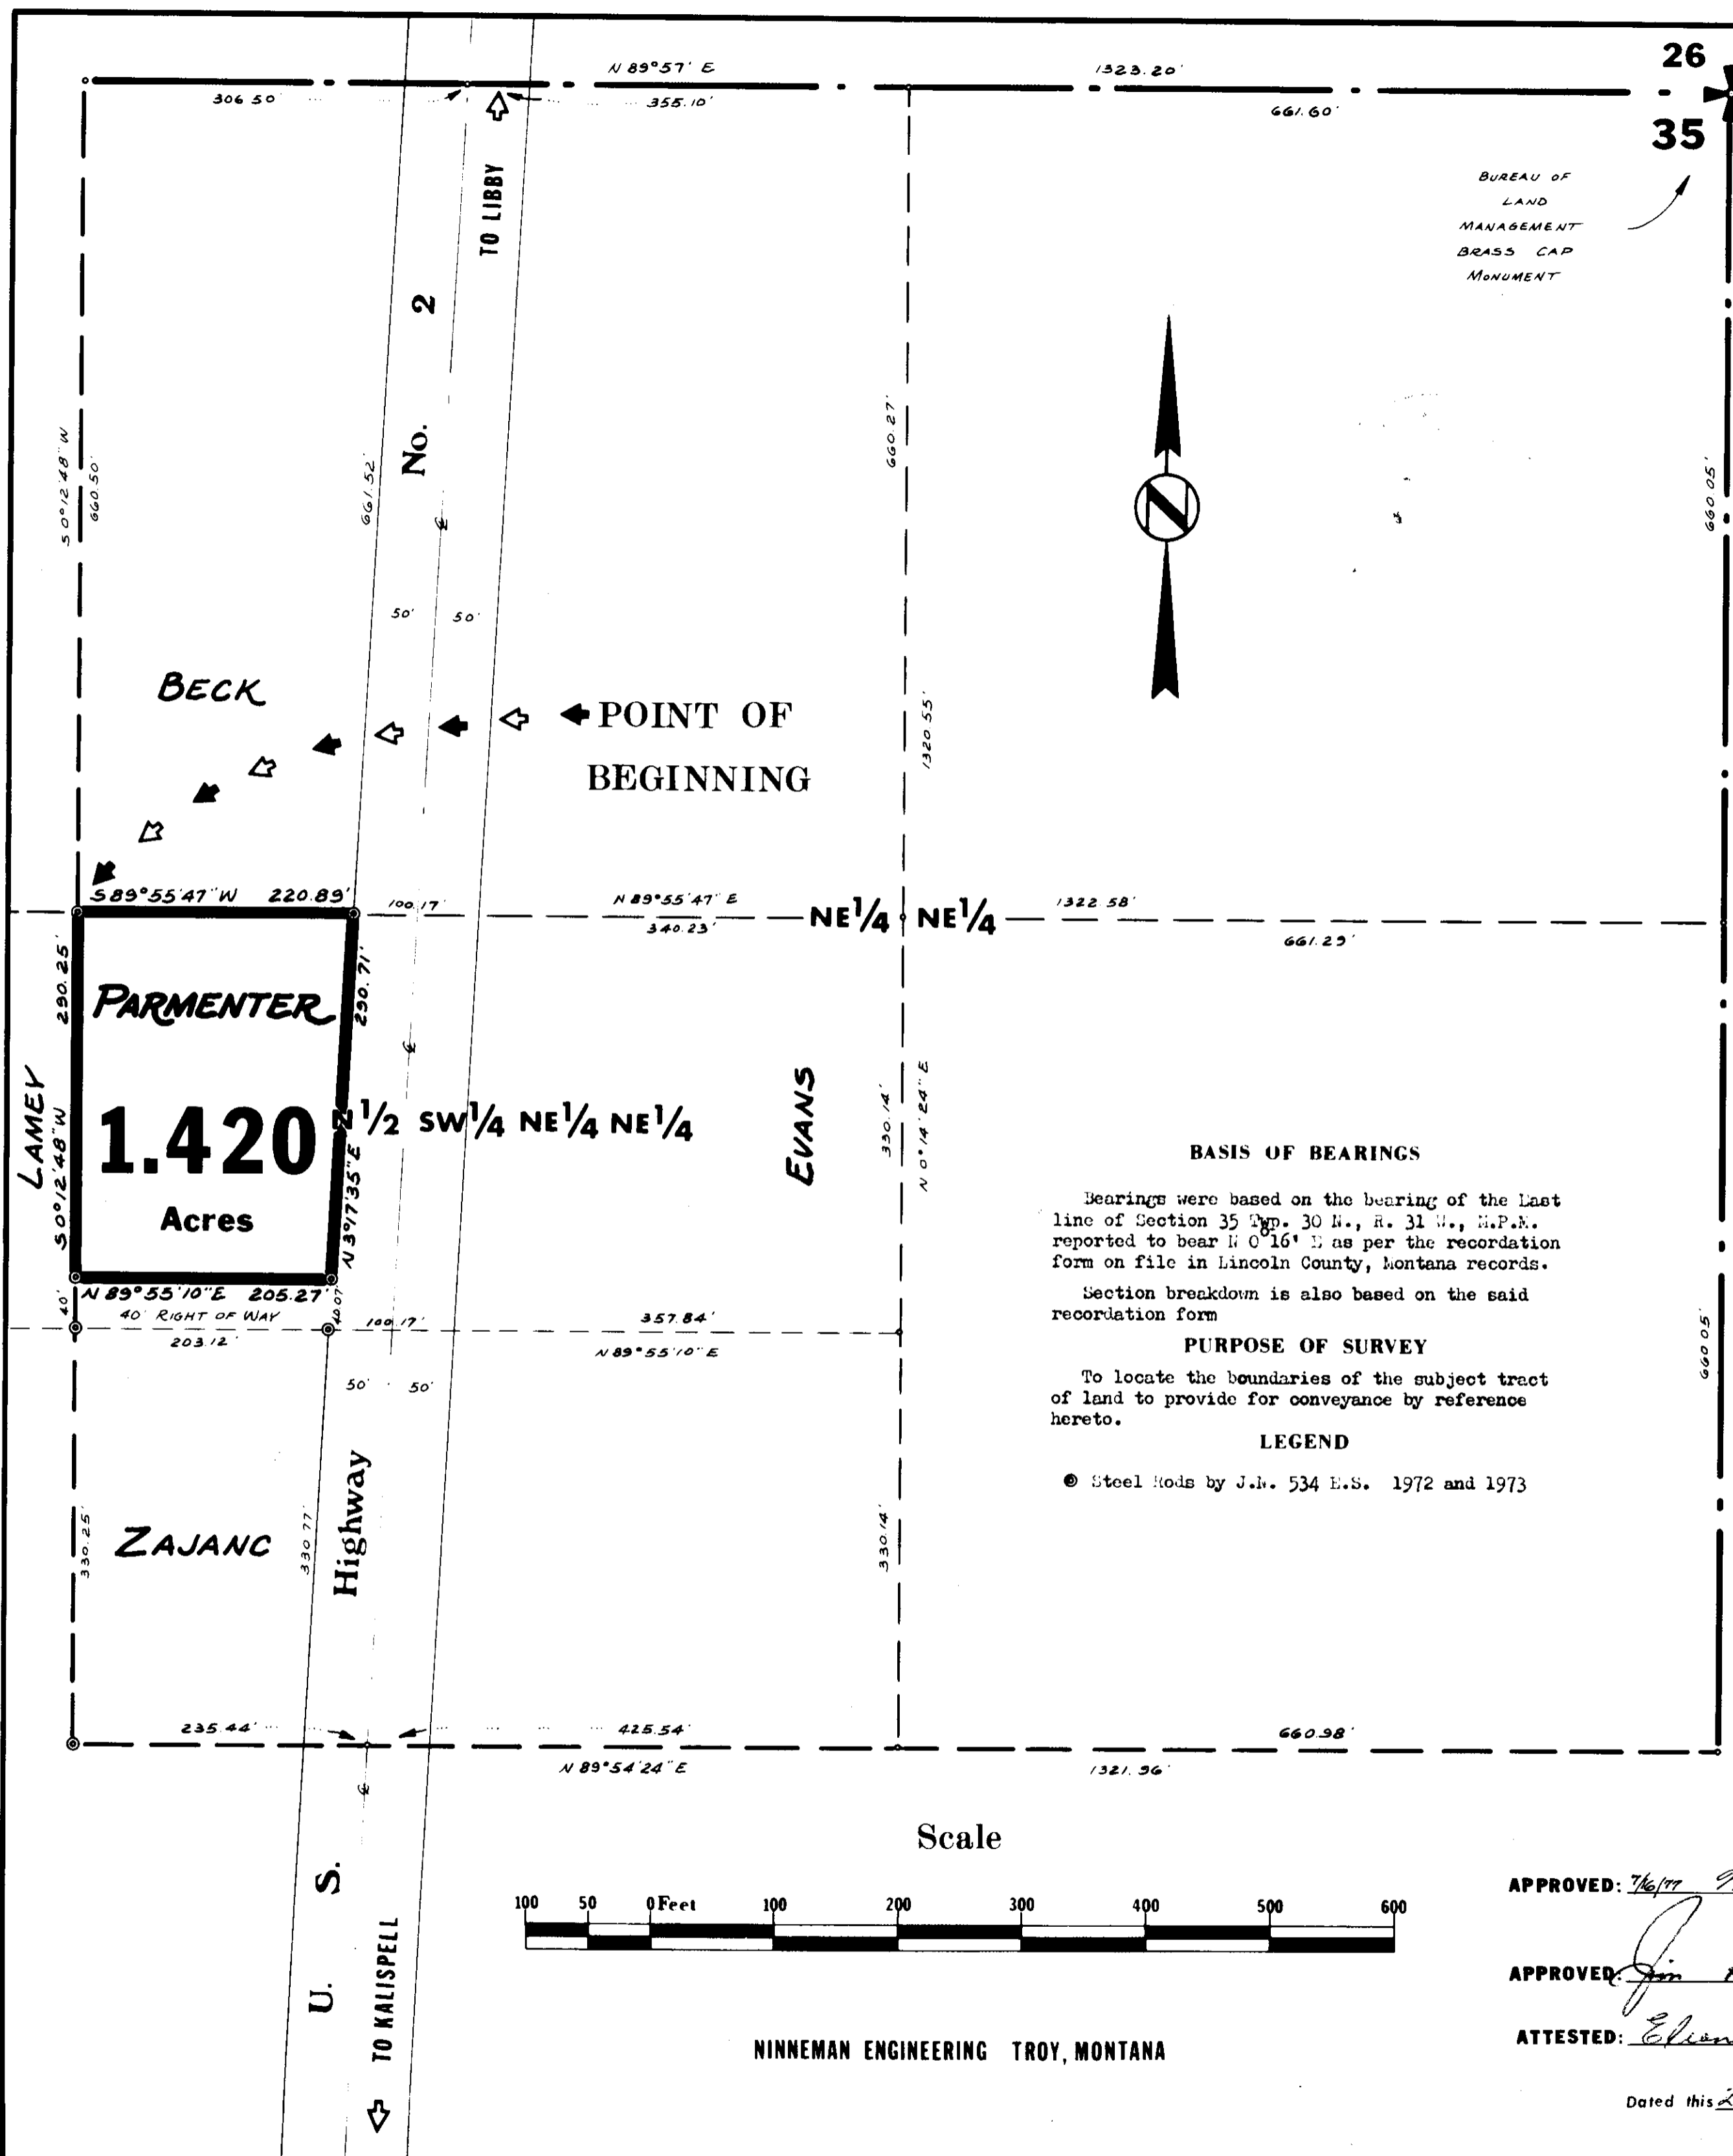 26
N 89°57' E
1323.20'
306.50'
355.10'
661.60'
35
BUREAU OF
LAND
MANAGEMENT
BRASS CAP
MONUMENT
TO LIBBY
No. 2
S 0°12'48" W
660.50'
661.52'
660.27'
660.05'
50' 50'
BECK
POINT OF
BEGINNING
1320.55'
S 89°55'47" W 220.89'
100.17'
N 89°55'47" E
340.23'
NE1/4 NE1/4
1322.58'
661.29'
290.25'
PARMENTER
290.71'
LAMEY
S 0°12'48" W
1.420
Acres
N 3°17'35" E
1/2 SW1/4 NE1/4 NE1/4
EVANS
330.14'
N 0°14'24" E
N 89°55'10" E 205.27'
40'
40' RIGHT OF WAY
40.07'
203.12'
100.17'
357.84'
N 89°55'10" E
50' 50'
BASIS OF BEARINGS
Bearings were based on the bearing of the East
line of Section 35 Twp. 30 N., R. 31 W., M.P.M.
reported to bear N 0°16' E as per the recordation
form on file in Lincoln County, Montana records.
Section breakdown is also based on the said
recordation form
PURPOSE OF SURVEY
To locate the boundaries of the subject tract
of land to provide for conveyance by reference
hereto.
LEGEND
Steel Rods by J.N. 534 E.S. 1972 and 1973
660.05'
330.25'
ZAJANC
330.77'
Highway
330.14'
235.44'
425.54'
660.98'
N 89°54'24" E
1321.96'
U. S.
TO KALISPELL
Scale
100 50 0 Feet 100 200 300 400 500 600
NINNEMAN ENGINEERING TROY, MONTANA
APPROVED: 7/16/77
APPROVED: Jim
ATTESTED:
Dated this